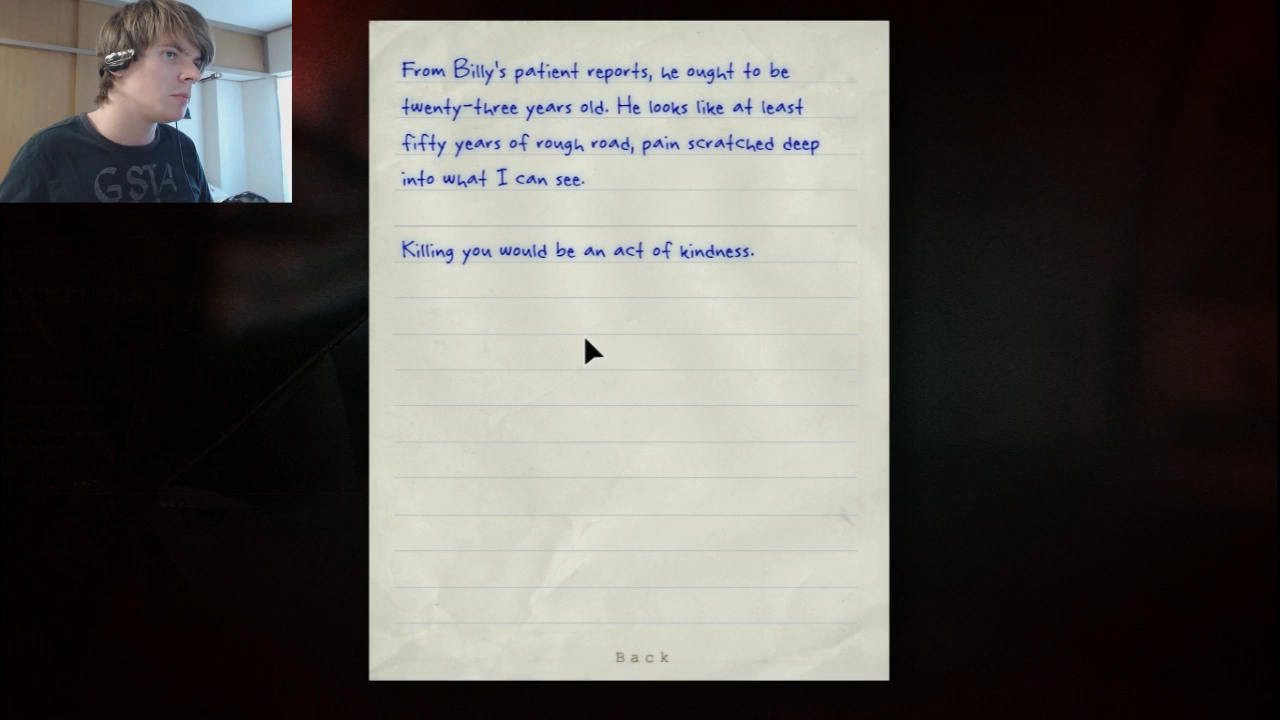 GSTA
From Billy's patient reports, he ought to be
twenty-three years old. He looks like at least
fifty years of rough road, pain scratched deep
into what I can see.
Killing you would be an act of kindness.
Back